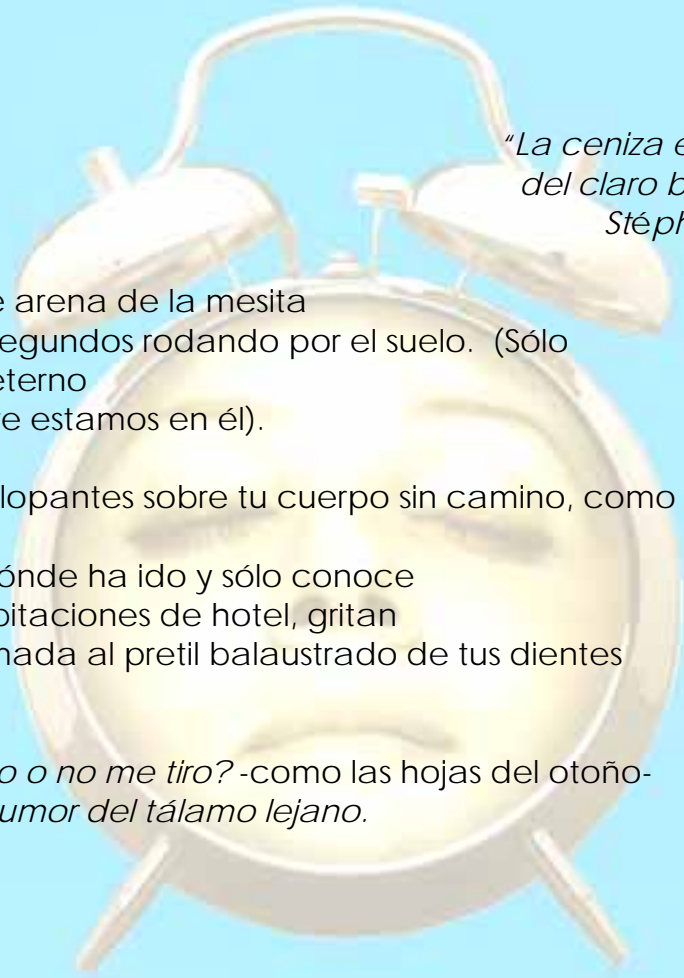 “La ceniza e
del claro b
Stéph
e arena de la mesita
egundos rodando por el suelo.  (Sólo
eterno
e estamos en él).
lopantes sobre tu cuerpo sin camino, como
ónde ha ido y sólo conoce
bitaciones de hotel, gritan
nada al pretil balaustrado de tus dientes
o o no me tiro? -como las hojas del otoño-
umor del tálamo lejano.